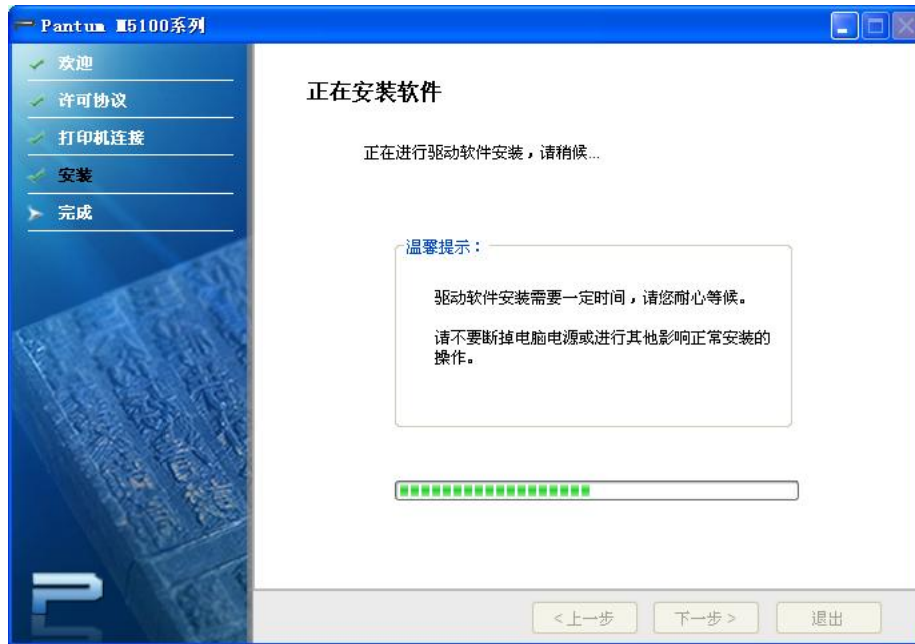 Pantum M5100系列
欢迎
许可协议
打印机连接
安装
完成
正在安装软件
正在进行驱动软件安装，请稍候...
温馨提示：
驱动软件安装需要一定时间，请您耐心等候。
请不要断掉电脑电源或进行其他影响正常安装的
操作。
<上一步
下一步>
退出